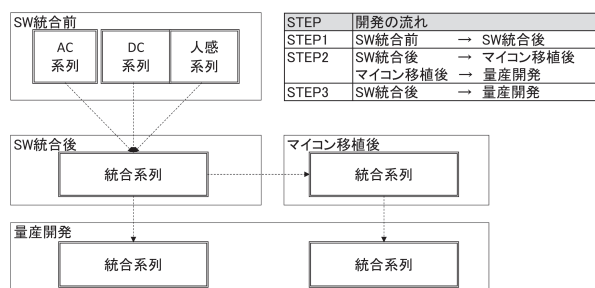 SW統合前
AC
系列
DC
系列
人感
系列
STEP 開発の流れ
STEP1 SW統合前 → SW統合後
STEP2 SW統合後 → マイコン移植後
マイコン移植後 → 量産開発
STEP3 SW統合後 → 量産開発
SW統合後
統合系列
マイコン移植後
統合系列
量産開発
統合系列
統合系列